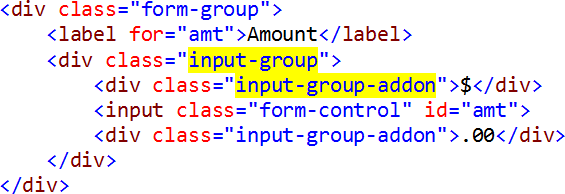 <div class="form-group">
    <label for="amt">Amount</label>
    <div class="input-group">
        <div class="input-group-addon">$</div>
        <input class="form-control" id="amt">
        <div class="input-group-addon">.00</div>
    </div>
</div>